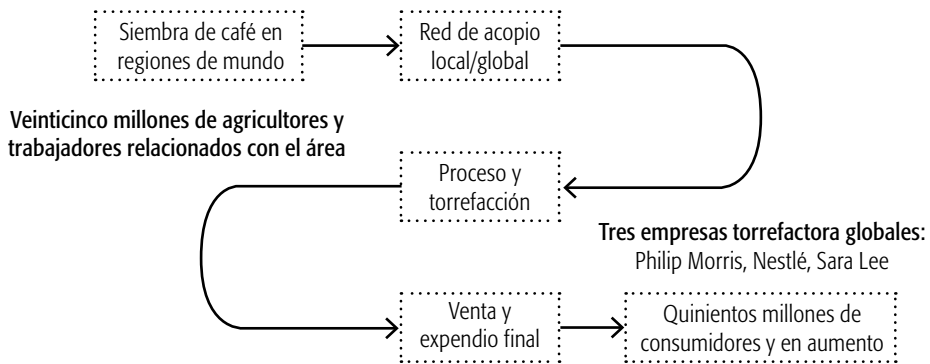 Siembra de café en
regiones de mundo
Red de acopio
local/global
Veinticinco millones de agricultores y
trabajadores relacionados con el área
Proceso y
torrefacción
Tres empresas torrefactora globales:
Philip Morris, Nestlé, Sara Lee
Venta y
expendio final
Quinientos millones de
consumidores y en aumento